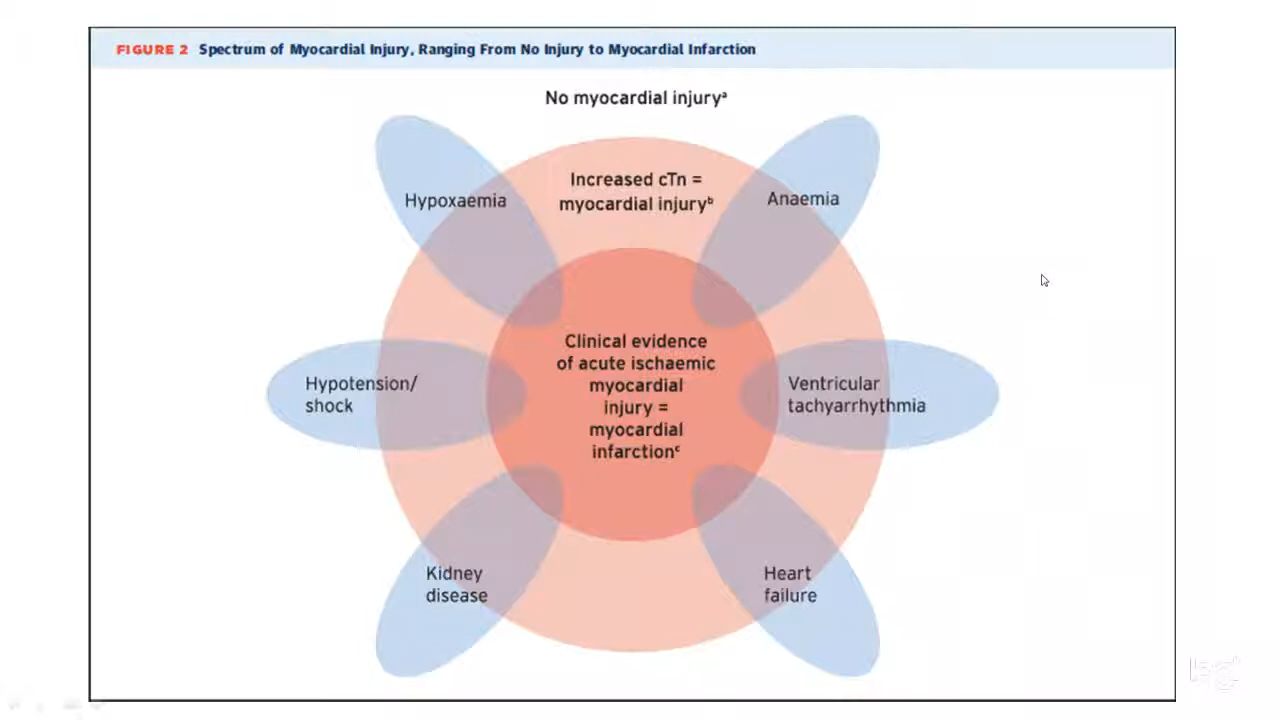 FIGURE 2 Spectrum of Myocardial Injury, Ranging From No Injury to Myocardial Infarction
No myocardial injuryᵃ
Increased cTn =
myocardial injuryᵇ
Hypoxaemia
Anaemia
Clinical evidence
of acute ischaemic
myocardial
injury =
myocardial
infarctionᶜ
Hypotension/
shock
Ventricular
tachyarrhythmia
Kidney
disease
Heart
failure